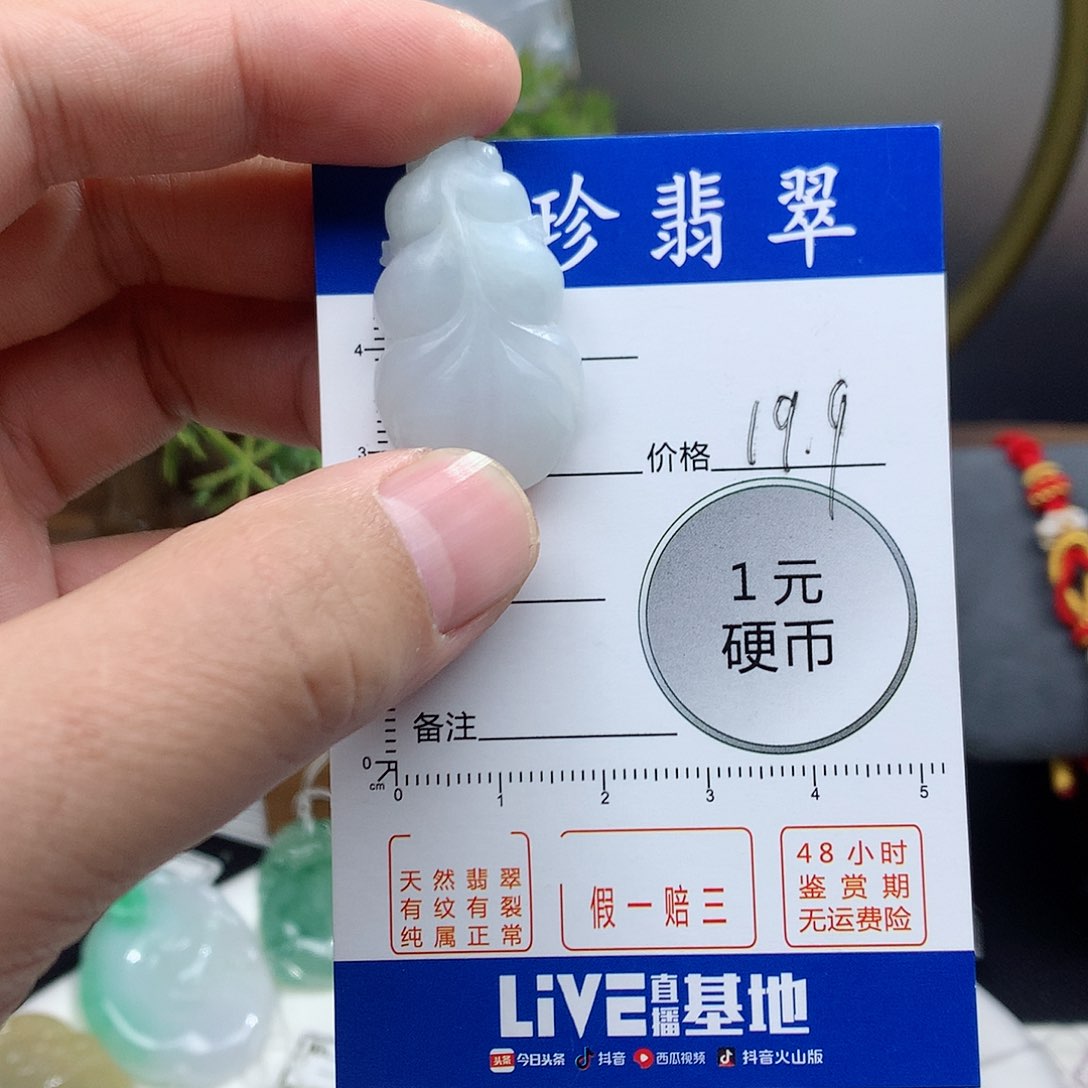 珍翡翠
4
3
价格 19.9
1元
硬币
备注
0
cm
0 1 2 3 4 5
天然翡翠
有纹有裂
纯属正常
假一赔三
48小时
鉴赏期
无运费险
LiVE直播基地
头条 今日头条 抖音 西瓜视频 抖音火山版